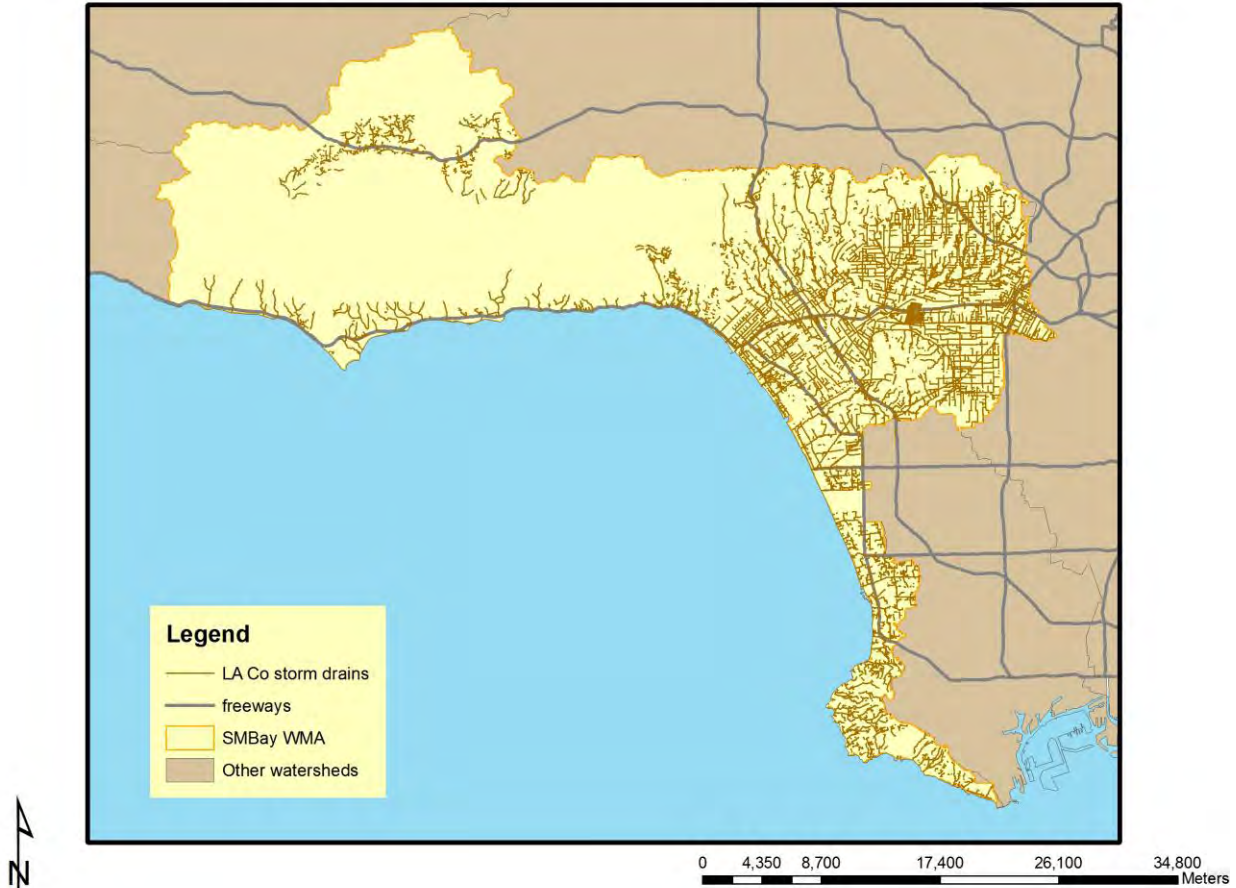 Legend
LA Co storm drains
freeways
SMBay WMA
Other watersheds
N
0 4,350 8,700 17,400 26,100 34,800
Meters